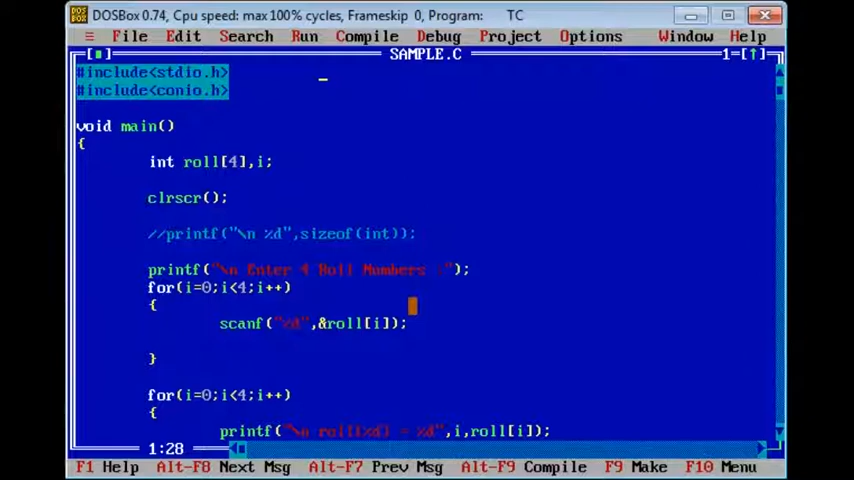 DOSBox 0.74, Cpu speed: max 100% cycles, Frameskip 0, Program: TC
≡ File Edit Search Run Compile Debug Project Options Window Help
[■] SAMPLE.C 1=[↑]
#include<stdio.h>
#include<conio.h>
void main()
{
int roll[4],i;
clrscr();
//printf("\n %d",sizeof(int));
printf("\n Enter 4 Roll Numbers :");
for(i=0;i<4;i++)
{
scanf("%d",&roll[i]);
}
for(i=0;i<4;i++)
{
printf("\n roll[%d] = %d",i,roll[i]);
1:28
F1 Help Alt-F8 Next Msg Alt-F7 Prev Msg Alt-F9 Compile F9 Make F10 Menu